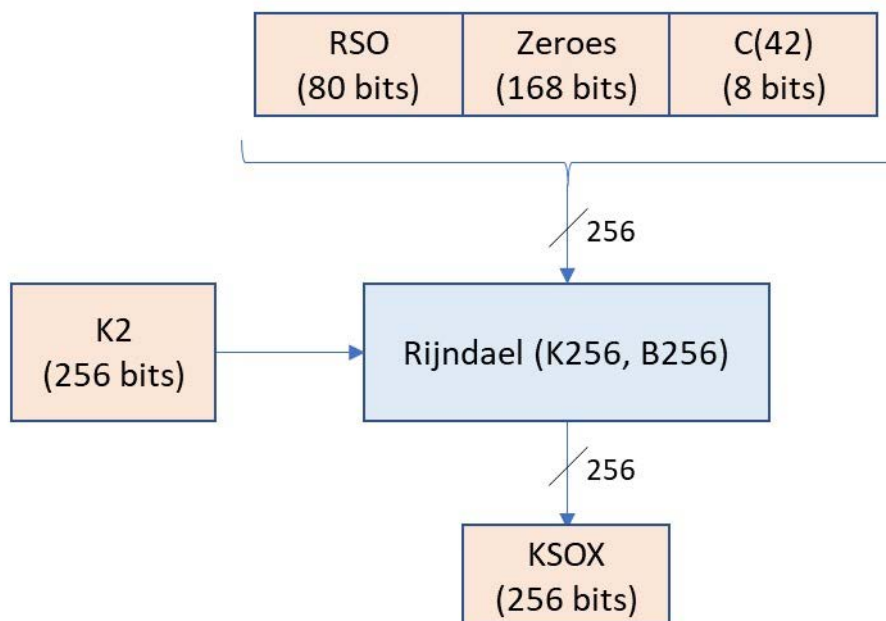 RSO
(80 bits)
Zeroes
(168 bits)
C(42)
(8 bits)
256
K2
(256 bits)
Rijndael (K256, B256)
256
KSOX
(256 bits)